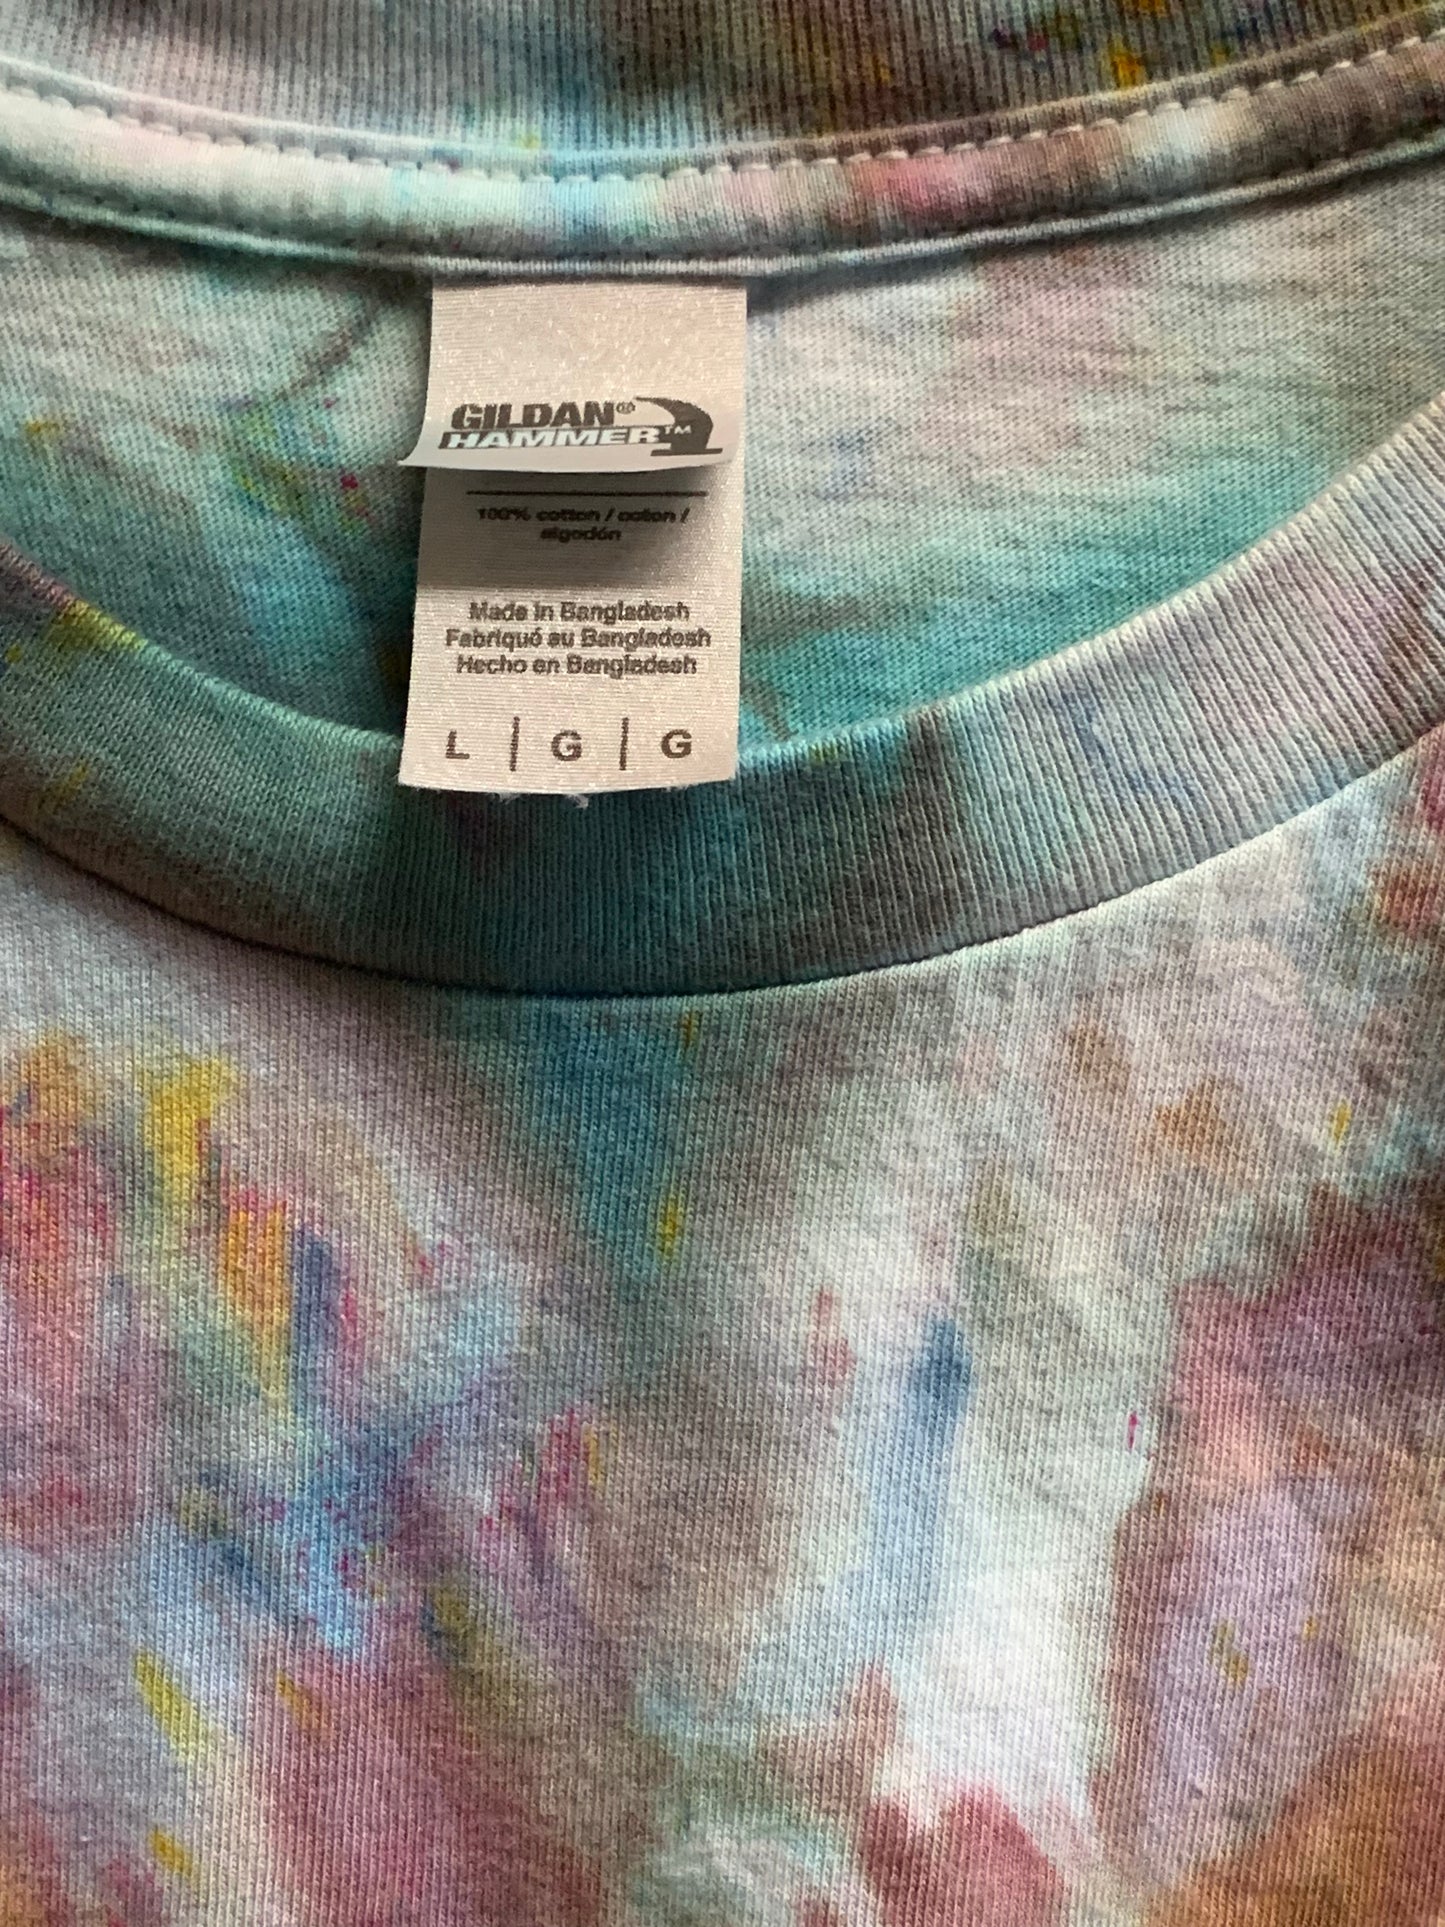 GILDAN®
HAMMER™
100% cotton / coton /
algodón
Made in Bangladesh
Fabriqué au Bangladesh
Hecho en Bangladesh
L | G | G